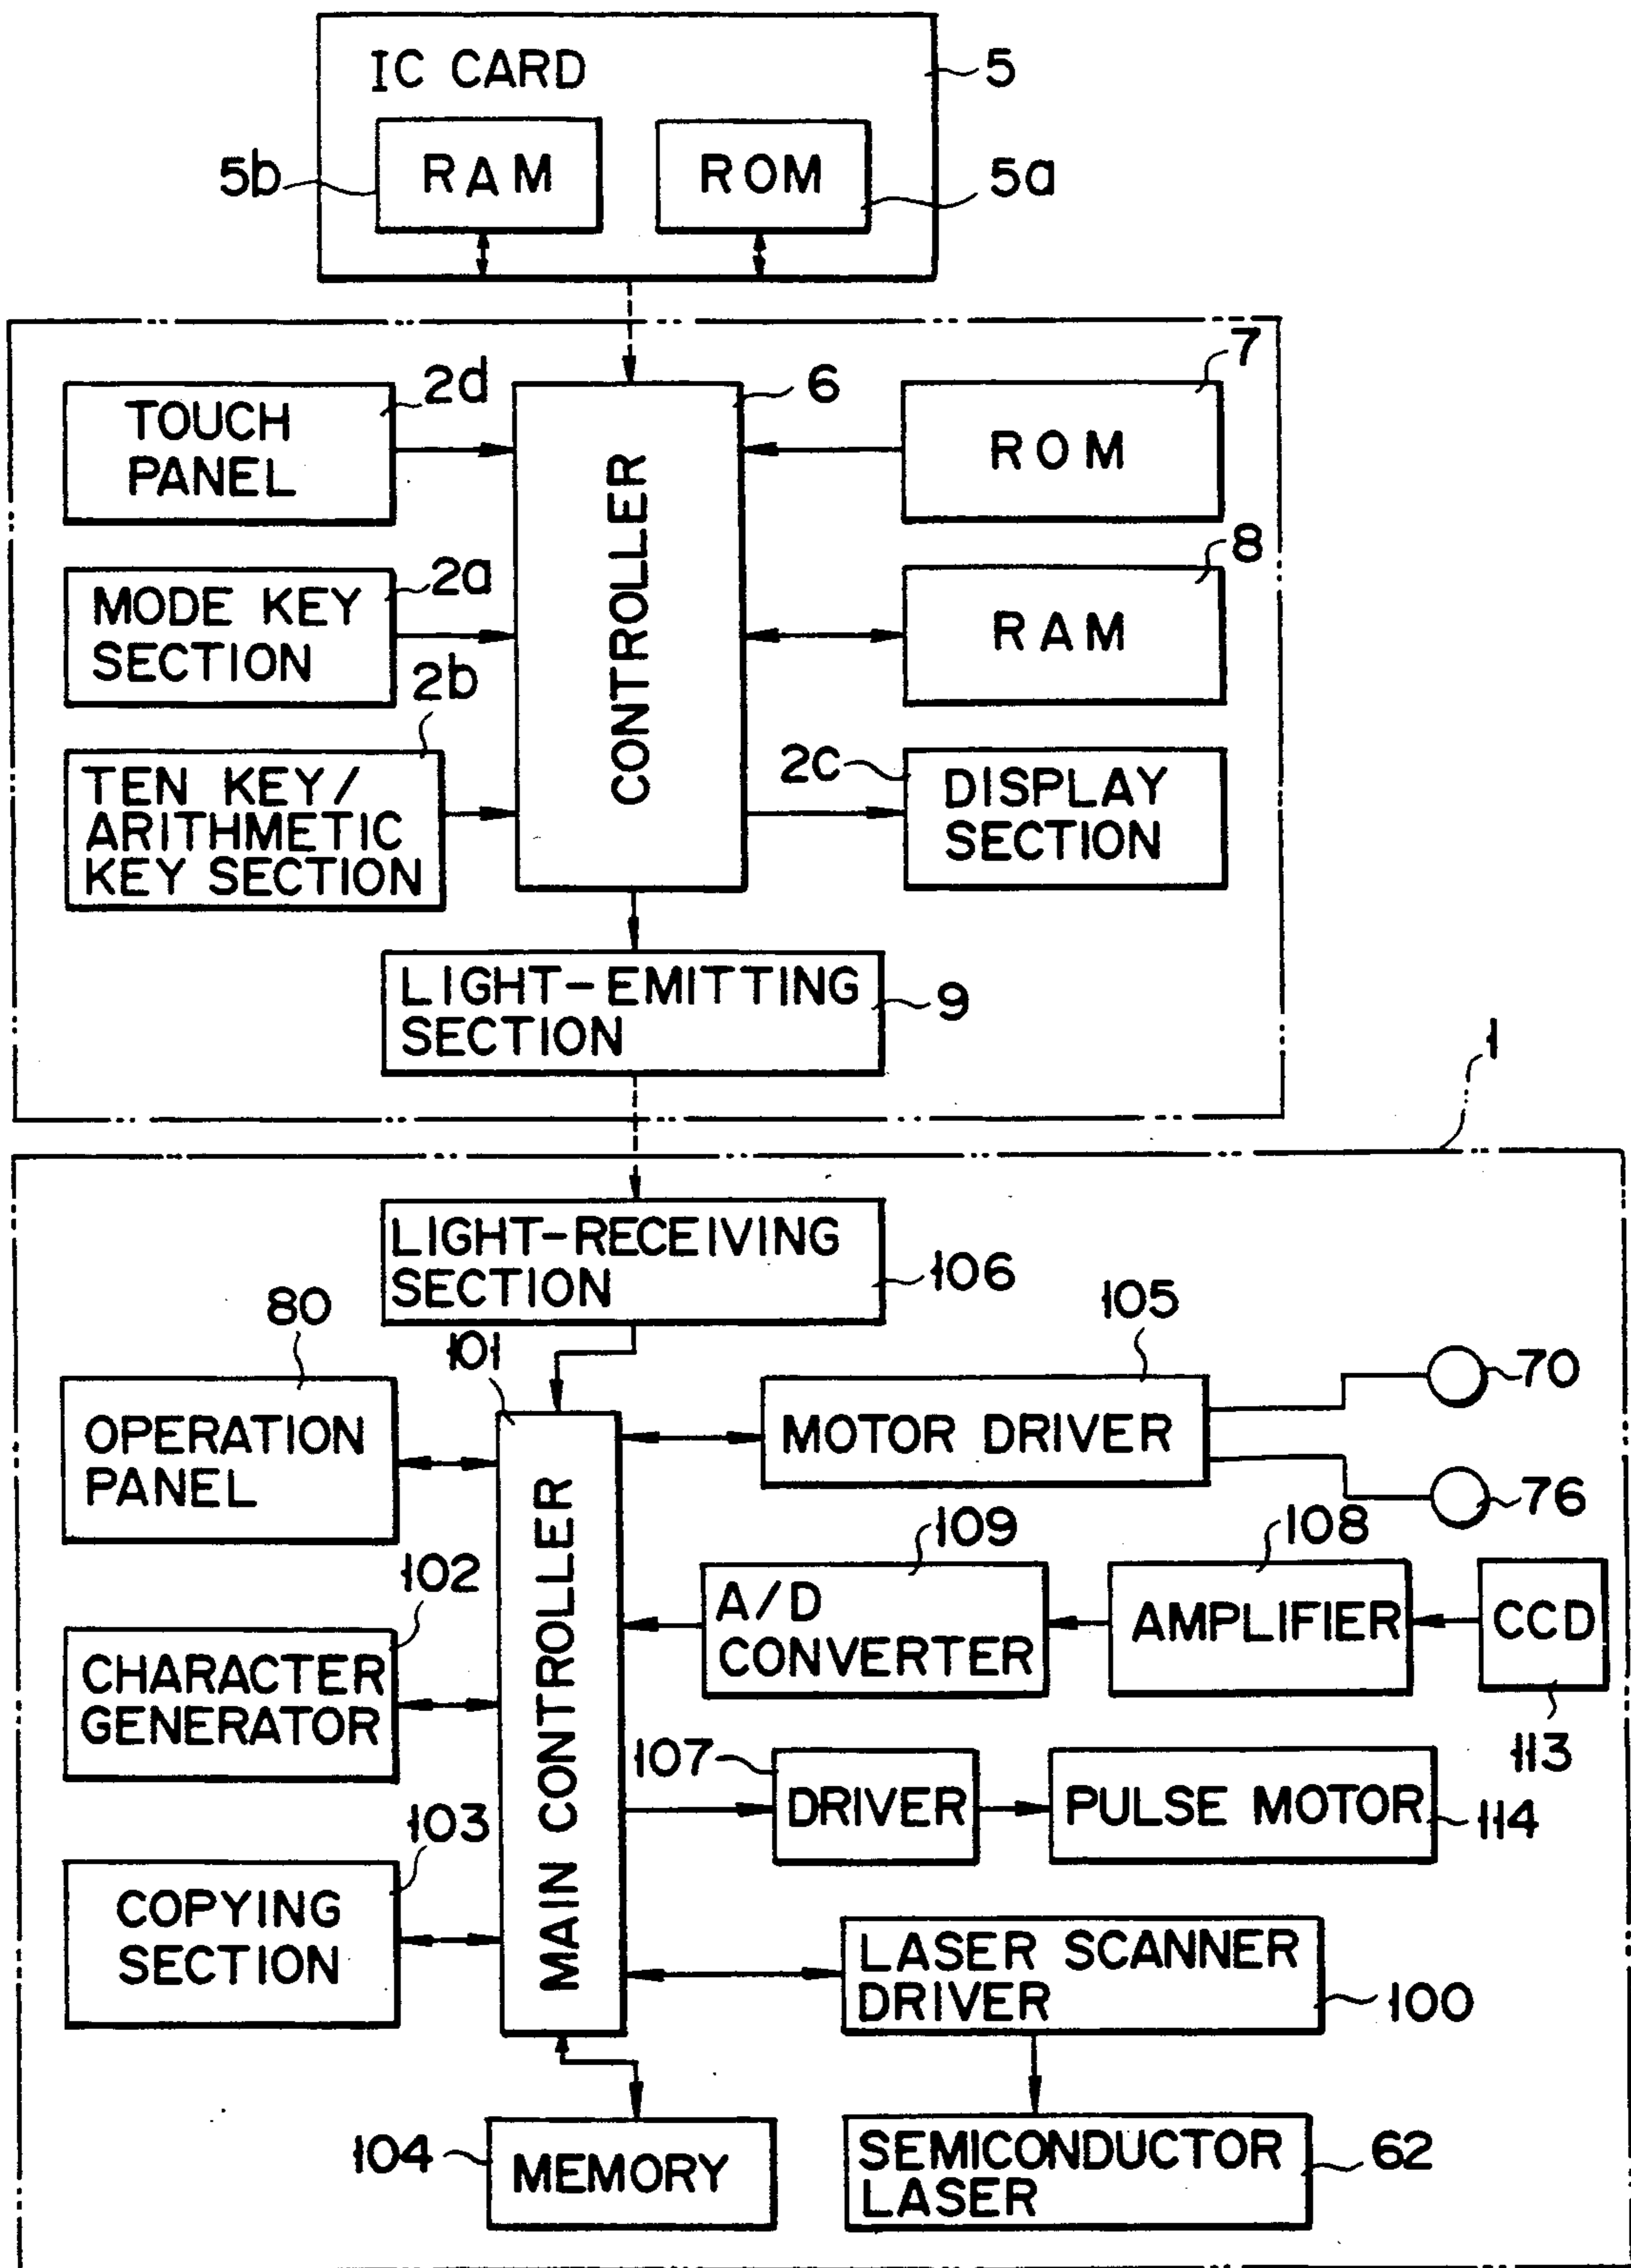 IC CARD
5
5b
RAM
ROM
5a
2d
6
7
TOUCH
PANEL
ROM
2a
8
MODE KEY
SECTION
CONTROLLER
RAM
2b
2c
TEN KEY/
ARITHMETIC
KEY SECTION
DISPLAY
SECTION
LIGHT-EMITTING
SECTION
9
1
LIGHT-RECEIVING
SECTION
106
80
101
105
70
OPERATION
PANEL
MOTOR DRIVER
76
109
108
102
A/D
CONVERTER
AMPLIFIER
CCD
CHARACTER
GENERATOR
MAIN CONTROLLER
113
107
DRIVER
PULSE MOTOR
114
103
COPYING
SECTION
LASER SCANNER
DRIVER
100
104
MEMORY
SEMICONDUCTOR
LASER
62